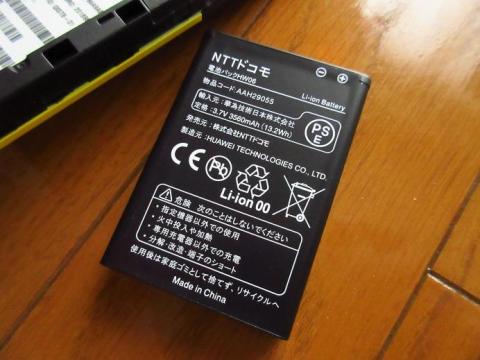 NTTドコモ
電池パックHW06
Li-ion Battery
物品コード:AAH29055
輸入元:華為技術日本株式会社
定格:3.7V 3560mAh (13.2Wh)
発売元:株式会社NTTドコモ
製造元:HUAWEI TECHNOLOGIES CO., LTD.
PS
E
CE
Pb
Li-ion 00
危険 次のことはしないでください
・指定機器以外での使用
・火中投入や加熱
・専用充電器以外での充電
・分解・改造・端子のショート
使用後は家庭ゴミとして捨てず、リサイクルへ
Made in China